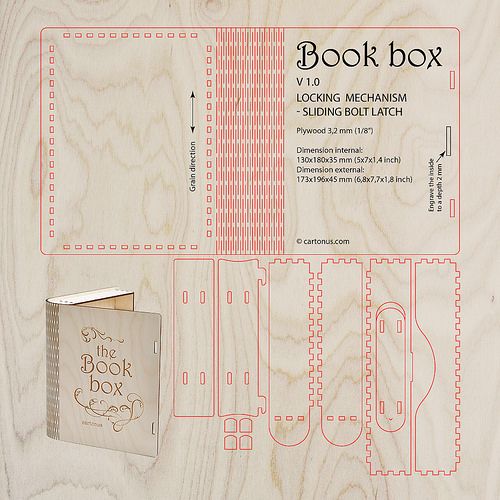 Book box
V 1.0
LOCKING MECHANISM
- SLIDING BOLT LATCH
Plywood 3,2 mm (1/8")
Dimension internal:
130x180x35 mm (5x7x1,4 inch)
Dimension external:
173x196x45 mm (6,8x7,7x1,8 inch)
Grain direction
Engrave the inside
to a depth 2 mm
© cartonus.com
the
Book
box
cartonus